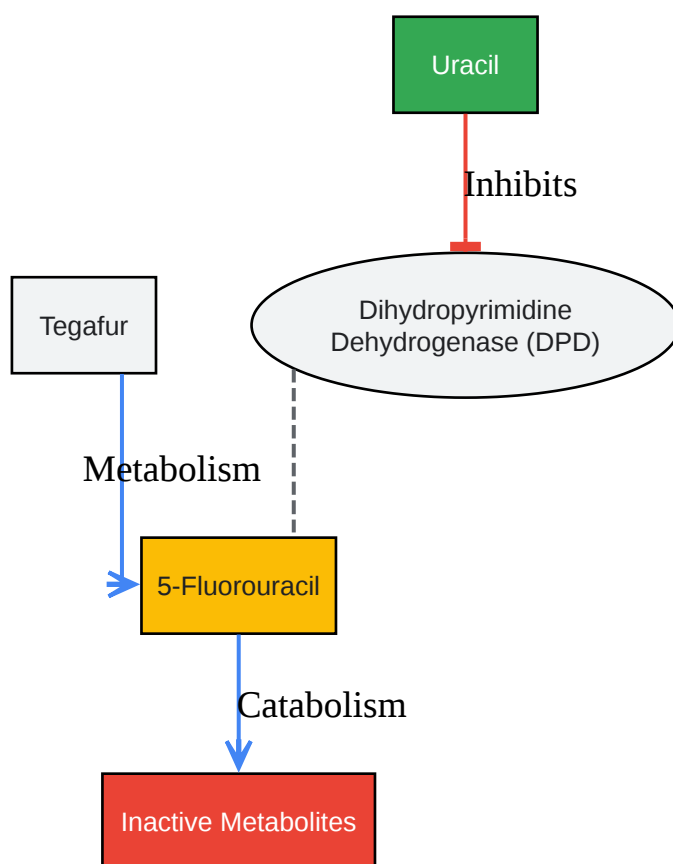 Uracil
Inhibits
Dihydropyrimidine
Dehydrogenase (DPD)
Tegafur
Metabolism
5-Fluorouracil
Catabolism
Inactive Metabolites